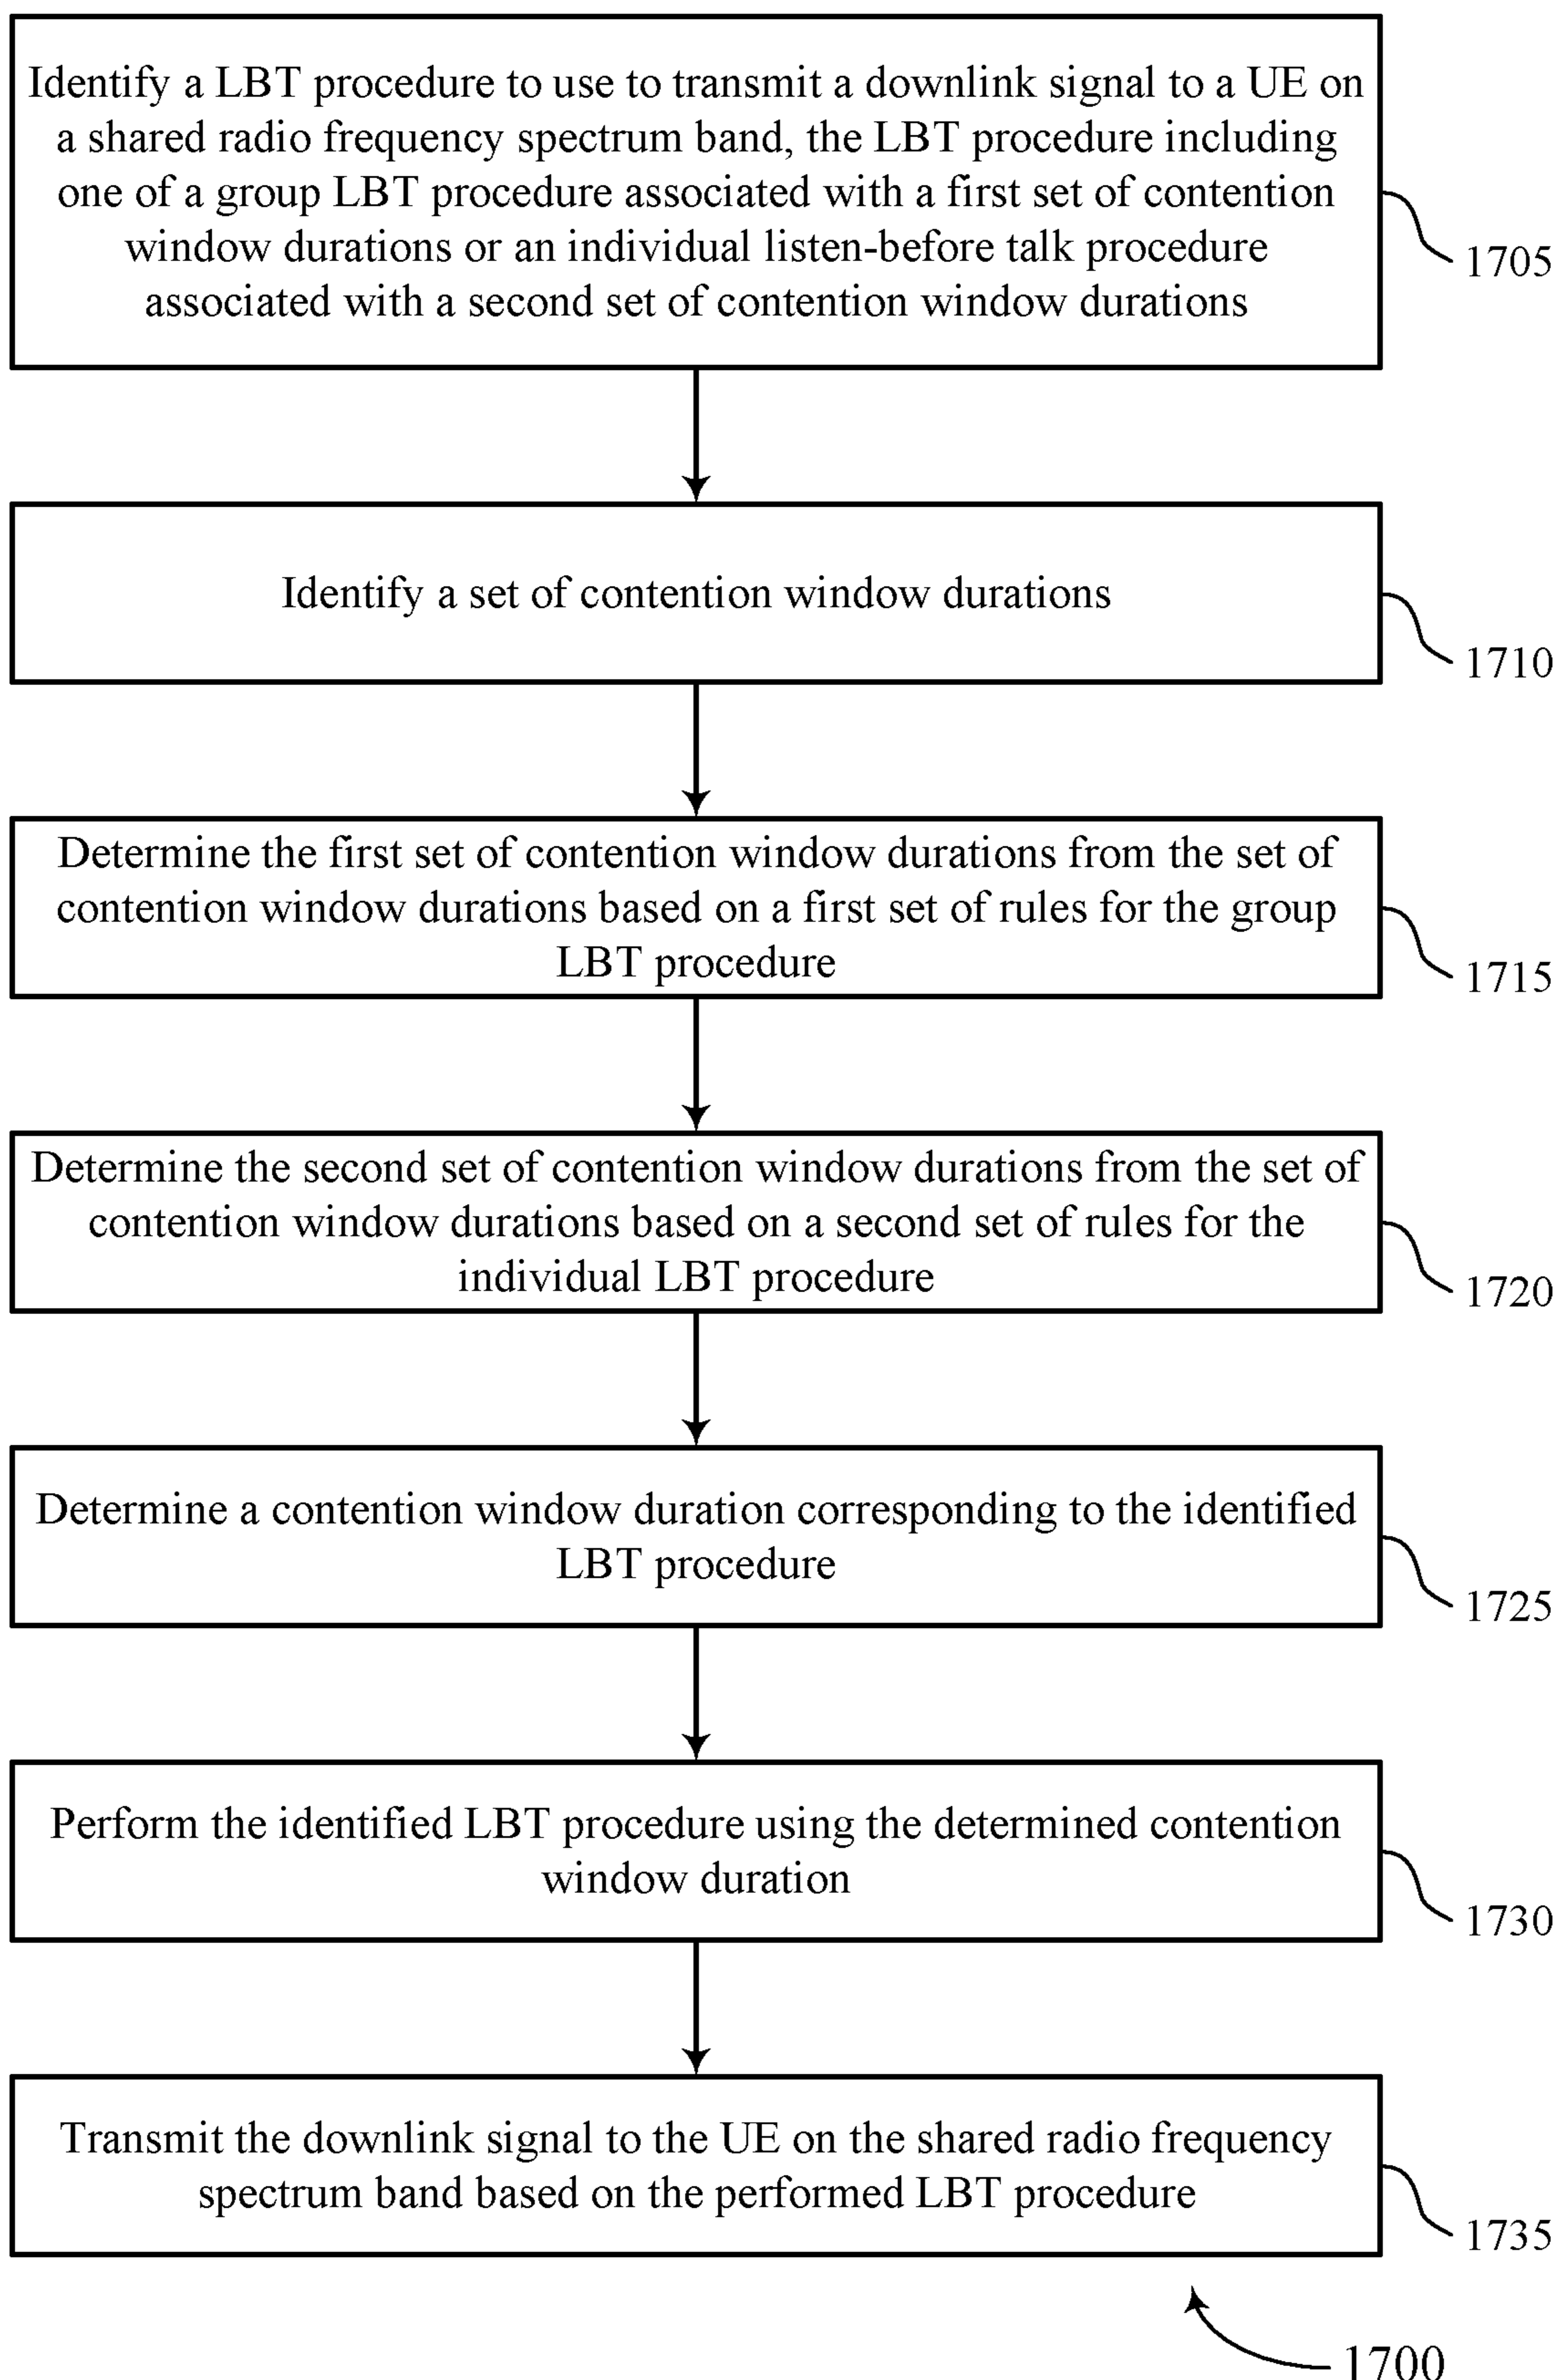 Identify a LBT procedure to use to transmit a downlink signal to a UE on
a shared radio frequency spectrum band, the LBT procedure including
one of a group LBT procedure associated with a first set of contention
window durations or an individual listen-before talk procedure
associated with a second set of contention window durations
1705
Identify a set of contention window durations
1710
Determine the first set of contention window durations from the set of
contention window durations based on a first set of rules for the group
LBT procedure
1715
Determine the second set of contention window durations from the set of
contention window durations based on a second set of rules for the
individual LBT procedure
1720
Determine a contention window duration corresponding to the identified
LBT procedure
1725
Perform the identified LBT procedure using the determined contention
window duration
1730
Transmit the downlink signal to the UE on the shared radio frequency
spectrum band based on the performed LBT procedure
1735
1700